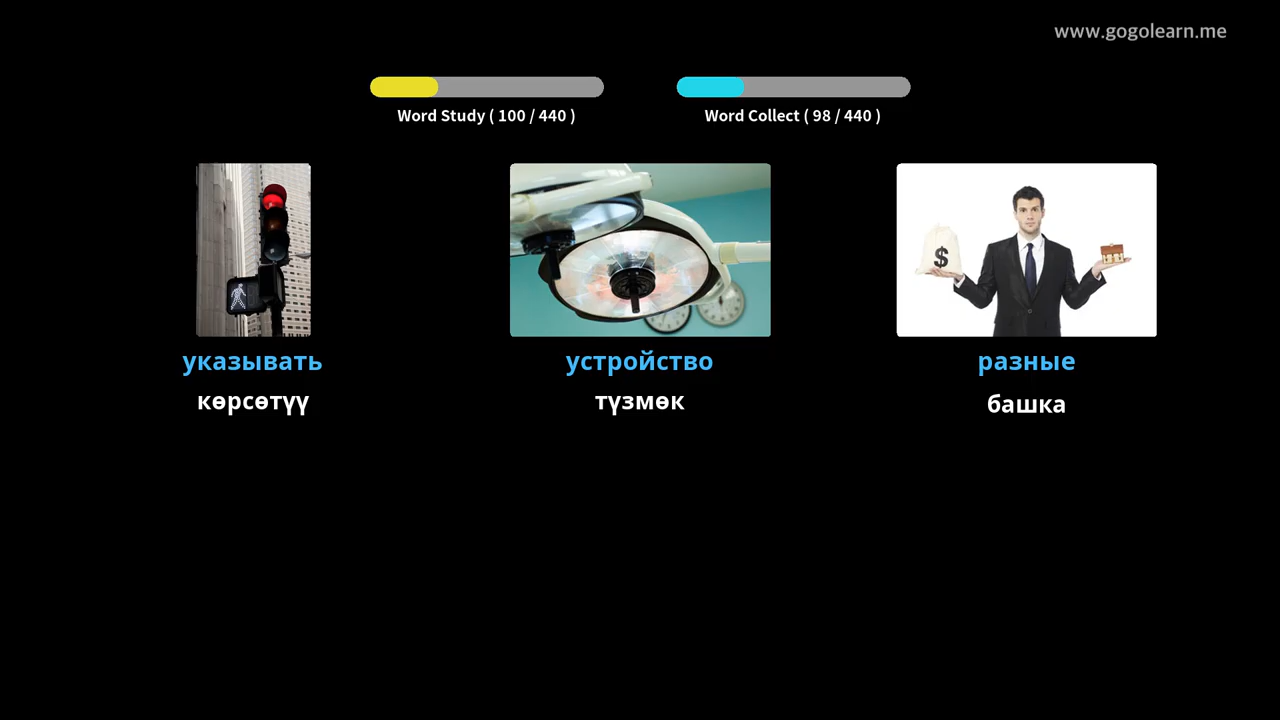 www.gogolearn.me
Word Study ( 100 / 440 )
Word Collect ( 98 / 440 )
$
указывать
устройство
разные
көрсөтүү
түзмөк
башка